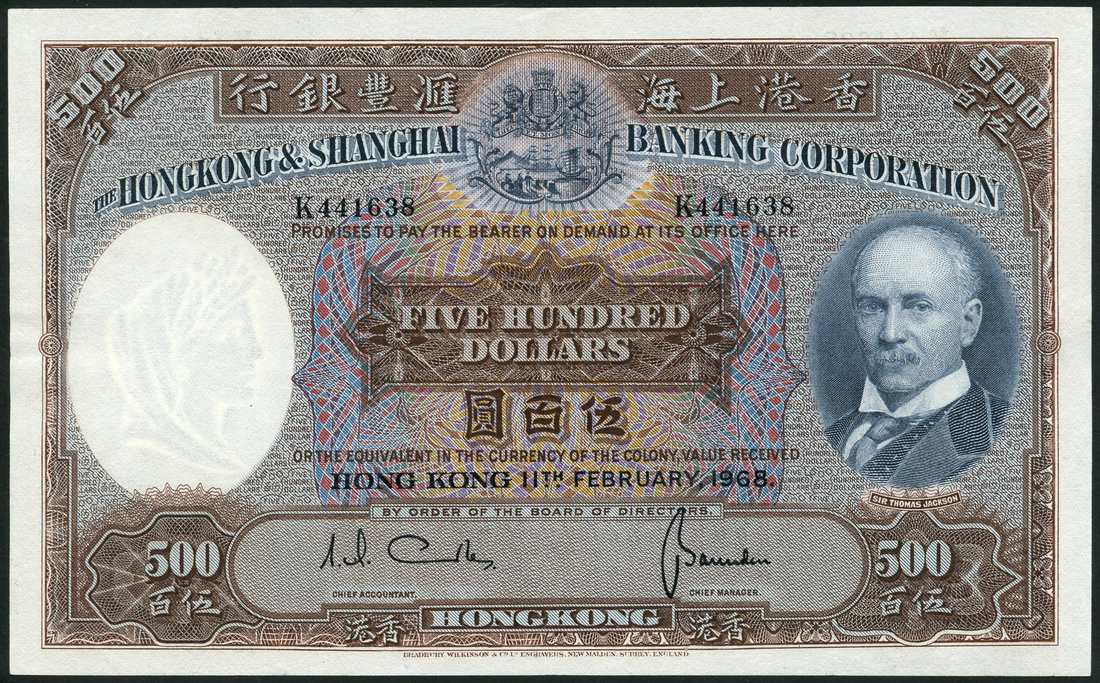 500
伍百
500
伍百
香港上海 滙豐銀行
THE HONGKONG & SHANGHAI BANKING CORPORATION
K441638 K441638
PROMISES TO PAY THE BEARER ON DEMAND AT ITS OFFICE HERE
FIVE HUNDRED
DOLLARS
伍百圓
OR THE EQUIVALENT IN THE CURRENCY OF THE COLONY, VALUE RECEIVED
HONG KONG 11TH FEBRUARY, 1968.
SIR THOMAS JACKSON
BY ORDER OF THE BOARD OF DIRECTORS.
500
伍百
500
伍百
CHIEF ACCOUNTANT. CHIEF MANAGER.
香港 HONGKONG 香港
BRADBURY WILKINSON & Co. Ld. ENGRAVERS, NEW MALDEN, SURREY, ENGLAND